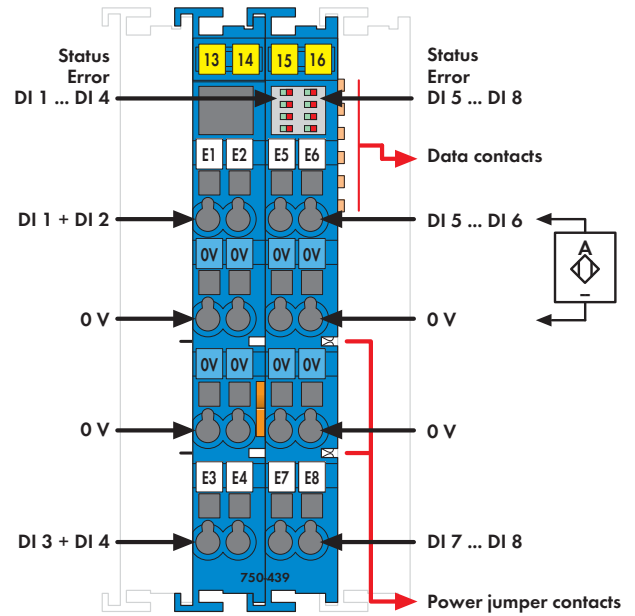 Status
Error
DI 1 ... DI 4
13 14 15 16
Status
Error
DI 5 ... DI 8
Data contacts
E1 E2 E5 E6
DI 1 + DI 2
DI 5 ... DI 6
0V 0V 0V 0V
A
0 V
0 V
0V 0V 0V 0V
0 V
0 V
E3 E4 E7 E8
DI 3 + DI 4
DI 7 ... DI 8
750-439
Power jumper contacts